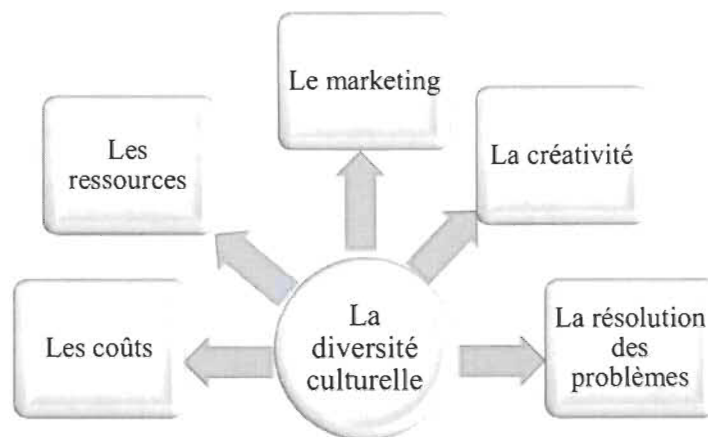 Le marketing
Les
ressources
La créativité
Les coûts
La
diversité
culturelle
La résolution
des
problèmes